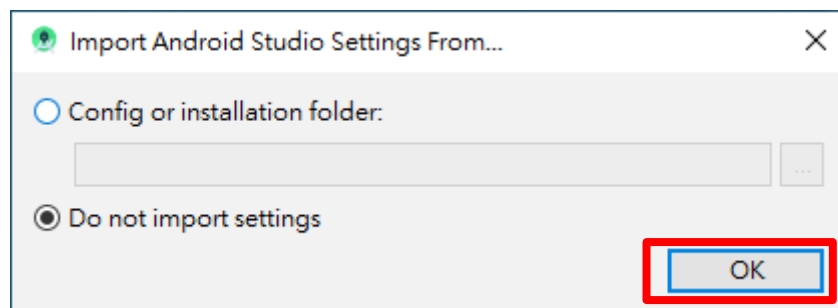 Import Android Studio Settings From...
Config or installation folder:
...
Do not import settings
OK